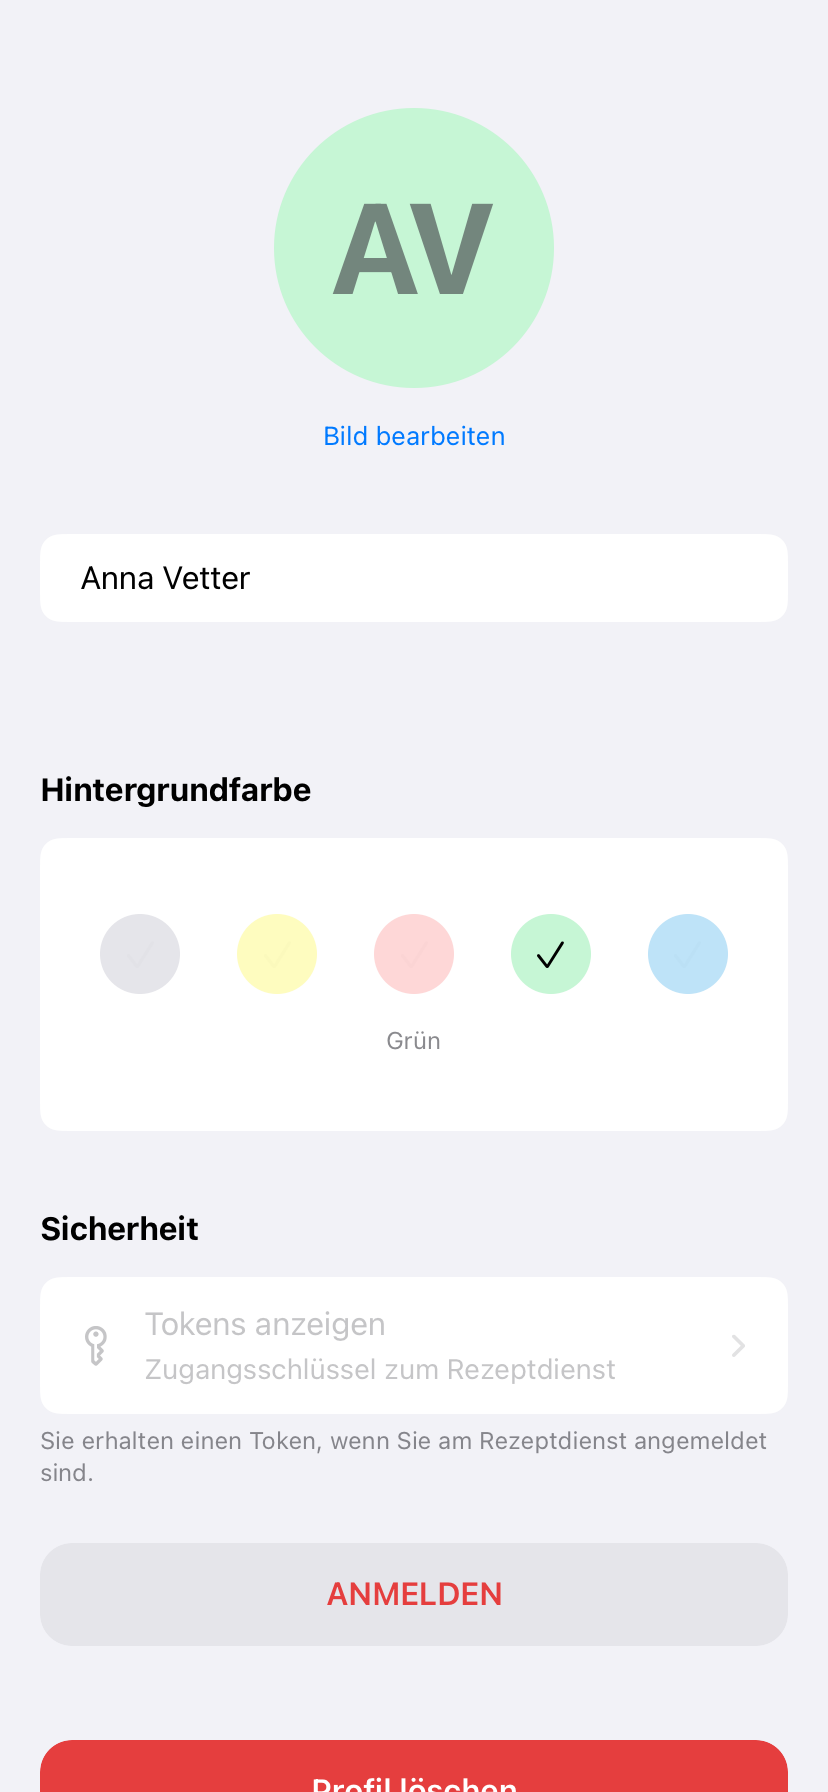 AV
Bild bearbeiten
Anna Vetter
Hintergrundfarbe
Grün
Sicherheit
Tokens anzeigen
Zugangsschlüssel zum Rezeptdienst
Sie erhalten einen Token, wenn Sie am Rezeptdienst angemeldet
sind.
ANMELDEN
Profil löschen